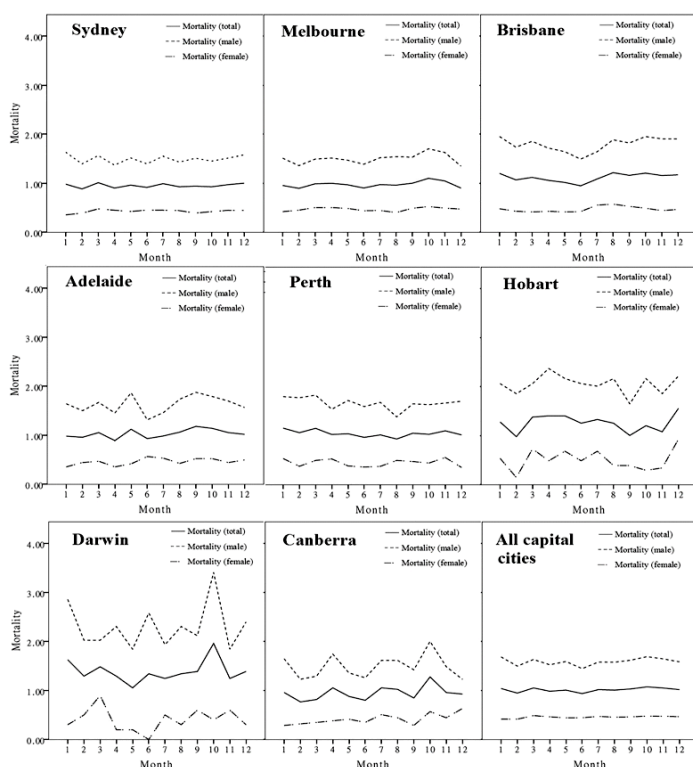 Sydney
Mortality (total)
Mortality (male)
Mortality (female)
Melbourne
Mortality (total)
Mortality (male)
Mortality (female)
Brisbane
Mortality (total)
Mortality (male)
Mortality (female)
Mortality
4.00
3.00
2.00
1.00
0.00
1 2 3 4 5 6 7 8 9 10 11 12
1 2 3 4 5 6 7 8 9 10 11 12
1 2 3 4 5 6 7 8 9 10 11 12
Month
Month
Month
Adelaide
Mortality (total)
Mortality (male)
Mortality (female)
Perth
Mortality (total)
Mortality (male)
Mortality (female)
Hobart
Mortality (total)
Mortality (male)
Mortality (female)
Mortality
4.00
3.00
2.00
1.00
0.00
1 2 3 4 5 6 7 8 9 10 11 12
1 2 3 4 5 6 7 8 9 10 11 12
1 2 3 4 5 6 7 8 9 10 11 12
Month
Month
Month
Darwin
Mortality (total)
Mortality (male)
Mortality (female)
Canberra
Mortality (total)
Mortality (male)
Mortality (female)
All capital
cities
Mortality (total)
Mortality (male)
Mortality (female)
Mortality
4.00
3.00
2.00
1.00
0.00
1 2 3 4 5 6 7 8 9 10 11 12
1 2 3 4 5 6 7 8 9 10 11 12
1 2 3 4 5 6 7 8 9 10 11 12
Month
Month
Month